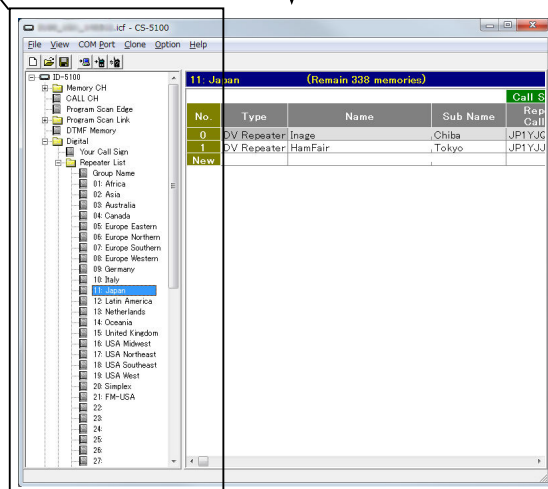 .icf - CS-5100
File View COM Port Clone Option Help
ID-5100
Memory CH
CALL CH
Program Scan Edge
Program Scan Link
DTMF Memory
Digital
Your Call Sign
Repeater List
Group Name
01: Africa
02: Asia
03: Australia
04: Canada
05: Europe Eastern
06: Europe Northern
07: Europe Southern
08: Europe Western
09: Germany
10: Italy
11: Japan
12: Latin America
13: Netherlands
14: Oceania
15: United Kingdom
16: USA Midwest
17: USA Northeast
18: USA Southeast
19: USA West
20: Simplex
21: FM-USA
22:
23:
24:
25:
26:
27:
11: Japan (Remain 338 memories)
Call S
No. Type Name Sub Name Rep
Call
0 DV Repeater Inage Chiba JP1YJQ
1 DV Repeater HamFair Tokyo JP1YJJ
New